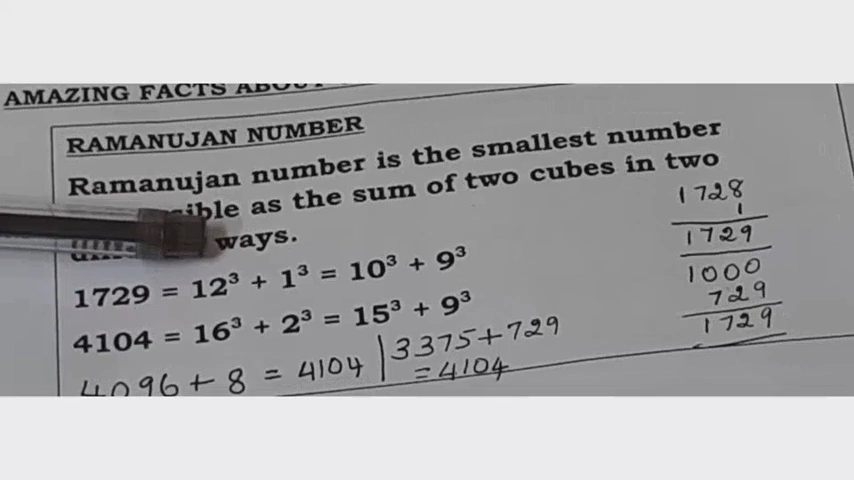 AMAZING FACTS ABOUT
RAMANUJAN NUMBER
Ramanujan number is the smallest number
as the sum of two cubes in two
ways.
1729 = 12³ + 1³ = 10³ + 9³
4104 = 16³ + 2³ = 15³ + 9³
4096 + 8 = 4104 | 3375 + 729
= 4104
1728
1
1729
1000
729
1729